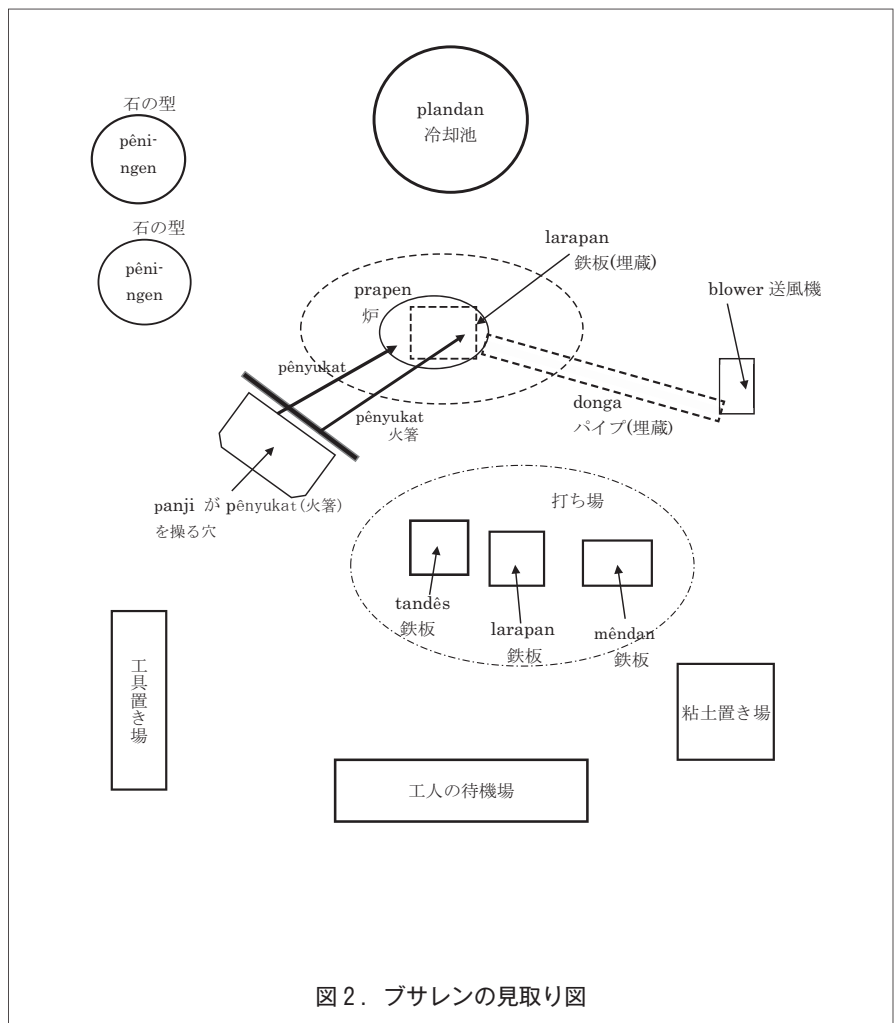 石の型
pêni-
ngen
plandan
冷却池
石の型
pêni-
ngen
larapan
鉄板(埋蔵)
prapen
炉
blower 送風機
pênyukat
pênyukat
火箸
donga
パイプ(埋蔵)
panji が pênyukat(火箸)
を操る穴
打ち場
tandês
鉄板
larapan
鉄板
mêndan
鉄板
工具置き場
粘土置き場
工人の待機場
図2．ブサレンの見取り図